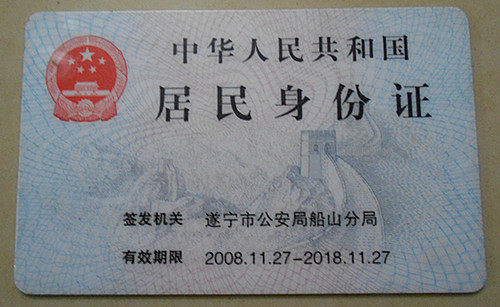 中华人民共和国
居民身份证
签发机关 遂宁市公安局船山分局
有效期限 2008.11.27-2018.11.27